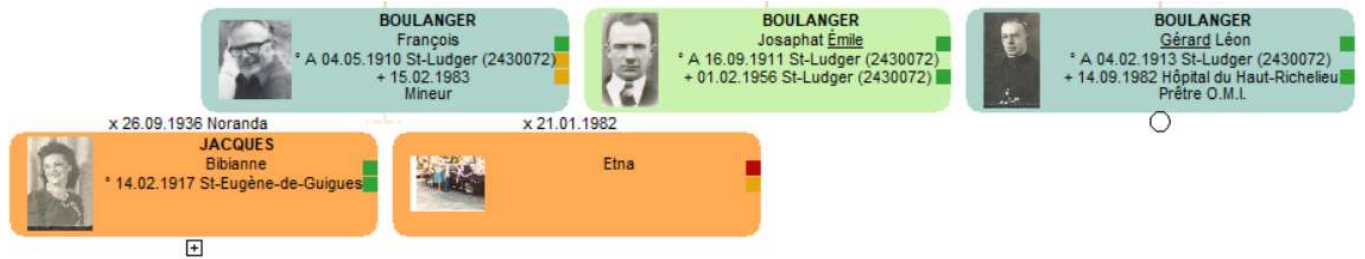 BOULANGER
François
° A 04.05.1910 St-Ludger (2430072)
+ 15.02.1983
Mineur
BOULANGER
Josaphat Émile
° A 16.09.1911 St-Ludger (2430072)
+ 01.02.1956 St-Ludger (2430072)
BOULANGER
Gérard Léon
° A 04.02.1913 St-Ludger (2430072)
+ 14.09.1982 Hôpital du Haut-Richelieu
Prêtre O.M.I.
x 26.09.1936 Noranda
x 21.01.1982
JACQUES
Bibianne
° 14.02.1917 St-Eugène-de-Guigues
Etna